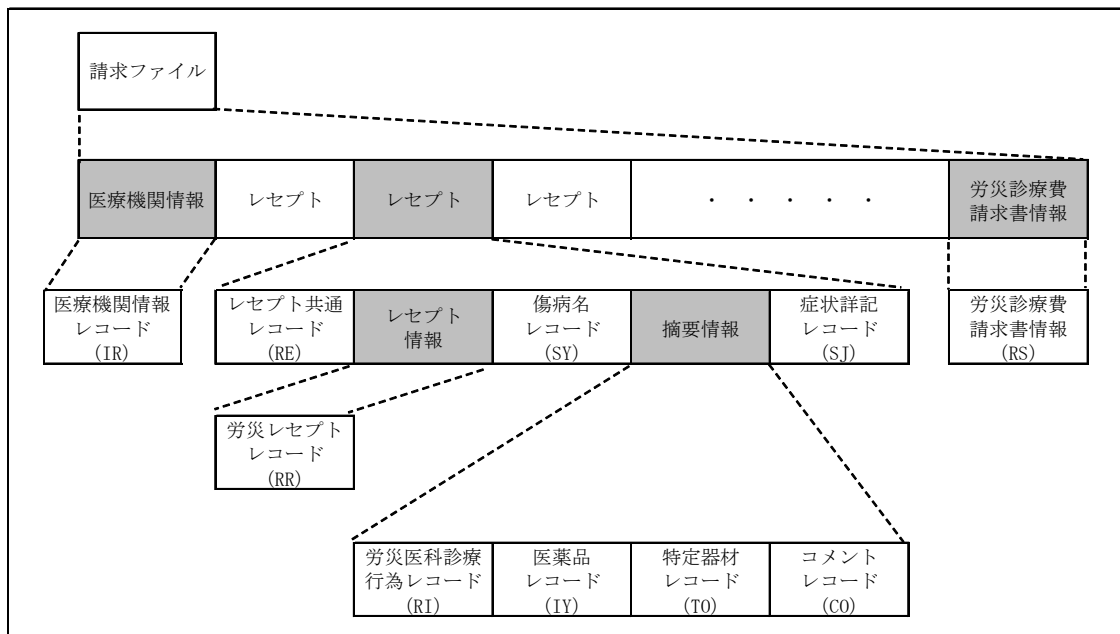 請求ファイル
医療機関情報
レセプト
レセプト
レセプト
・ ・ ・ ・ ・
労災診療費
請求書情報
医療機関情報
レコード
(IR)
レセプト共通
レコード
(RE)
レセプト
情報
傷病名
レコード
(SY)
摘要情報
症状詳記
レコード
(SJ)
労災診療費
請求書情報
(RS)
労災レセプト
レコード
(RR)
労災医科診療
行為レコード
(RI)
医薬品
レコード
(IY)
特定器材
レコード
(TO)
コメント
レコード
(CO)